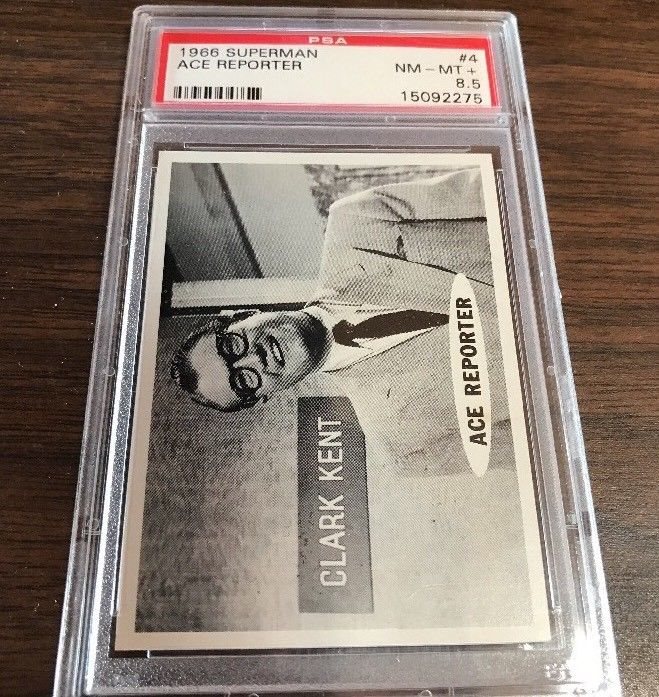 PSA
1966 SUPERMAN #4
ACE REPORTER NM-MT+
8.5
15092275
CLARK KENT
ACE REPORTER